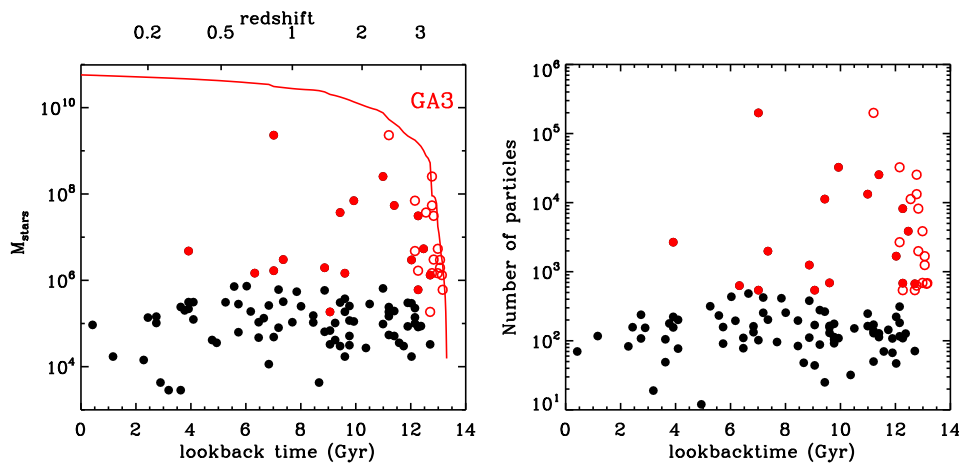 redshift
0.2 0.5 1 2 3
GA3
M_stars
10^10
10^8
10^6
10^4
0 2 4 6 8 10 12 14
lookback time (Gyr)
Number of particles
10^6
10^5
10^4
10^3
10^2
10^1
0 2 4 6 8 10 12 14
lookbacktime (Gyr)